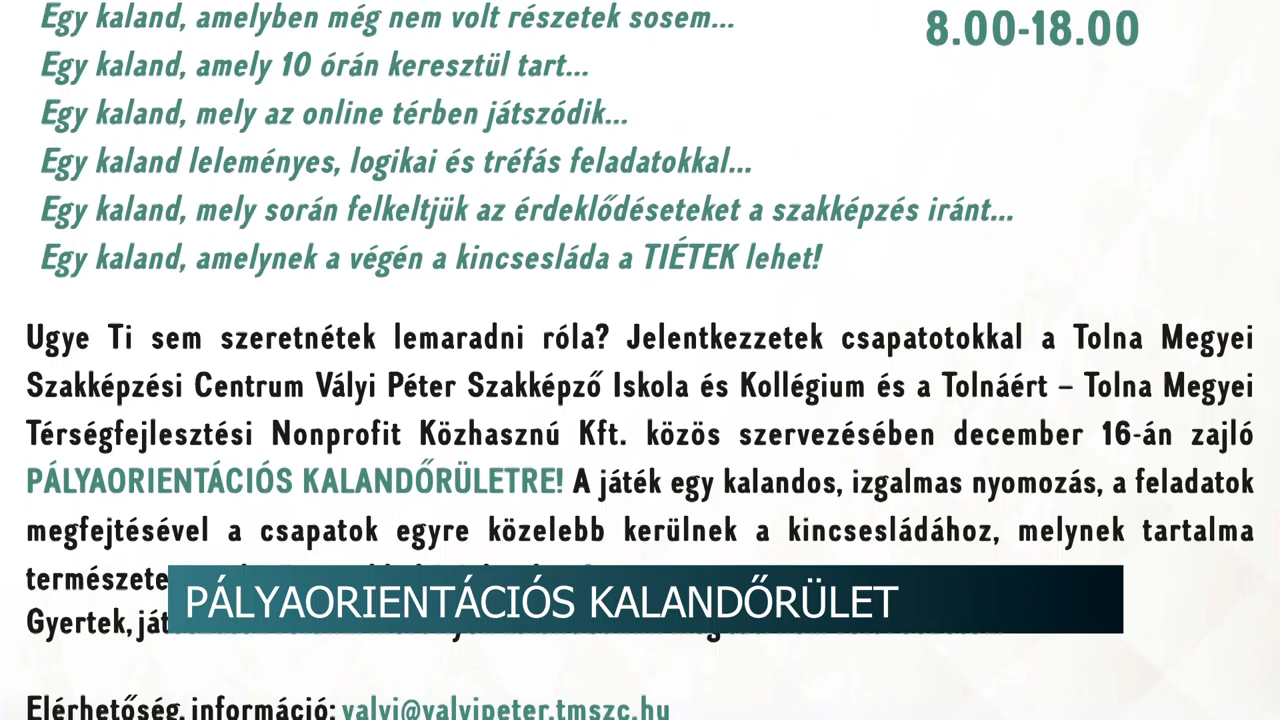 Egy kaland, amelyben még nem volt részetek sosem...
8.00-18.00
Egy kaland, amely 10 órán keresztül tart...
Egy kaland, mely az online térben játszódik...
Egy kaland leleményes, logikai és tréfás feladatokkal...
Egy kaland, mely során felkeltjük az érdeklődéseteket a szakképzés iránt...
Egy kaland, amelynek a végén a kincsesláda a TIÉTEK lehet!
Ugye Ti sem szeretnétek lemaradni róla? Jelentkezzetek csapatotokkal a Tolna Megyei
Szakképzési Centrum Vályi Péter Szakképző Iskola és Kollégium és a Tolnáért – Tolna Megyei
Térségfejlesztési Nonprofit Közhasznú Kft. közös szervezésében december 16-án zajló
PÁLYAORIENTÁCIÓS KALANDŐRÜLETRE! A játék egy kalandos, izgalmas nyomozás, a feladatok
megfejtésével a csapatok egyre közelebb kerülnek a kincsesládához, melynek tartalma
PÁLYAORIENTÁCIÓS KALANDŐRÜLET
Gyertek,
Elérhetőség, információ: valyi@valyipeter.tmszc.hu